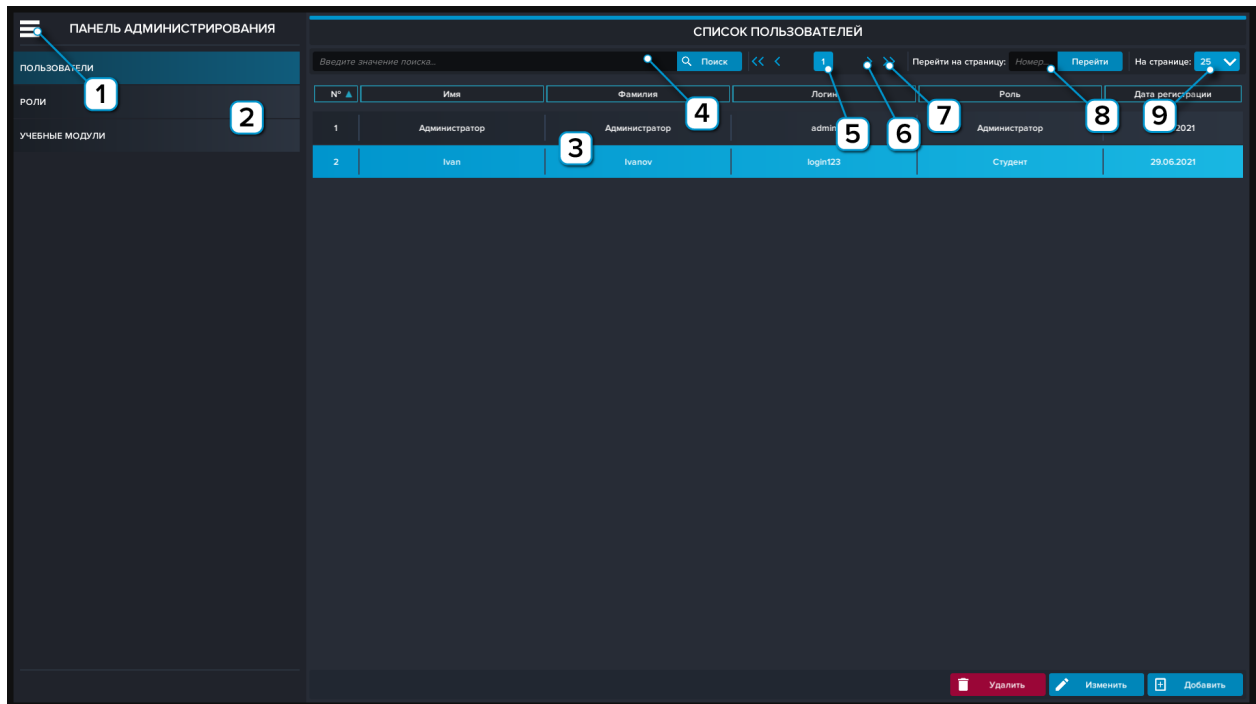 ПАНЕЛЬ АДМИНИСТРИРОВАНИЯ
ПОЛЬЗОВАТЕЛИ
РОЛИ
УЧЕБНЫЕ МОДУЛИ
1
2
СПИСОК ПОЛЬЗОВАТЕЛЕЙ
Введите значение поиска... Поиск << < 1 > >> Перейти на страницу: Номер... Перейти На странице: 25
4 5 6 7 8 9
N° Имя Фамилия Логин Роль Дата регистрации
1 Администратор Администратор admin Администратор 2021
3
2 Ivan Ivanov login123 Студент 29.06.2021
Удалить Изменить Добавить